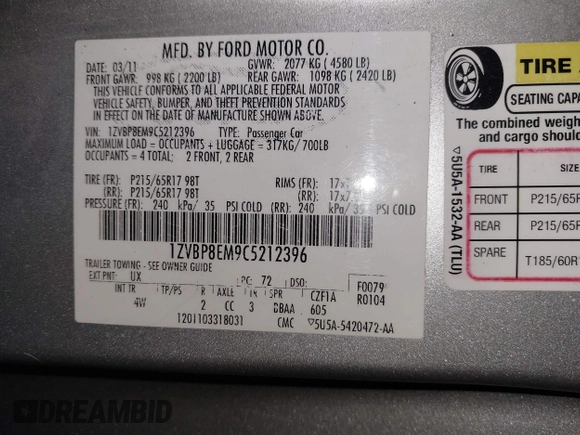 MFD. BY FORD MOTOR CO.
DATE: 03/11 GVWR: 2077 KG ( 4580 LB)
FRONT GAWR: 998 KG ( 2200 LB) REAR GAWR: 1098 KG ( 2420 LB)
THIS VEHICLE CONFORMS TO ALL APPLICABLE FEDERAL MOTOR
VEHICLE SAFETY, BUMPER, AND THEFT PREVENTION STANDARDS
IN EFFECT ON THE DATE OF MANUFACTURE SHOWN ABOVE.
VIN: 1ZVBP8EM9C5212396 TYPE: Passenger Car
MAXIMUM LOAD = OCCUPANTS + LUGGAGE = 317KG/700LB
OCCUPANTS = 4 TOTAL; 2 FRONT, 2 REAR
TIRE (FR): P215/65R17 98T RIMS (FR): 17x
P215/65R17 98T (RR): 17x7
PRESSURE (FR): 240 kPa/ 35 PSI COLD (RR): 240 kPa/ 35 PSI COLD
1ZVBP8EM9C5212396
TRAILER TOWING - SEE OWNER GUIDE
EXT PNT: UX RC: 72 DSO: F0079
INT TR TP/PS R AXLE TR SPR CZF1A R0104
4W 2 CC 3 DBAA 605
1201103318031 CMC ▽5U5A-5420472-AA
▽5U5A-1532-AA (TLU)
TIRE
SEATING CAPA
The combined weigh
and cargo should
TIRE SIZE
FRONT P215/65R
REAR P215/65R
SPARE T185/60R
DREAMBID